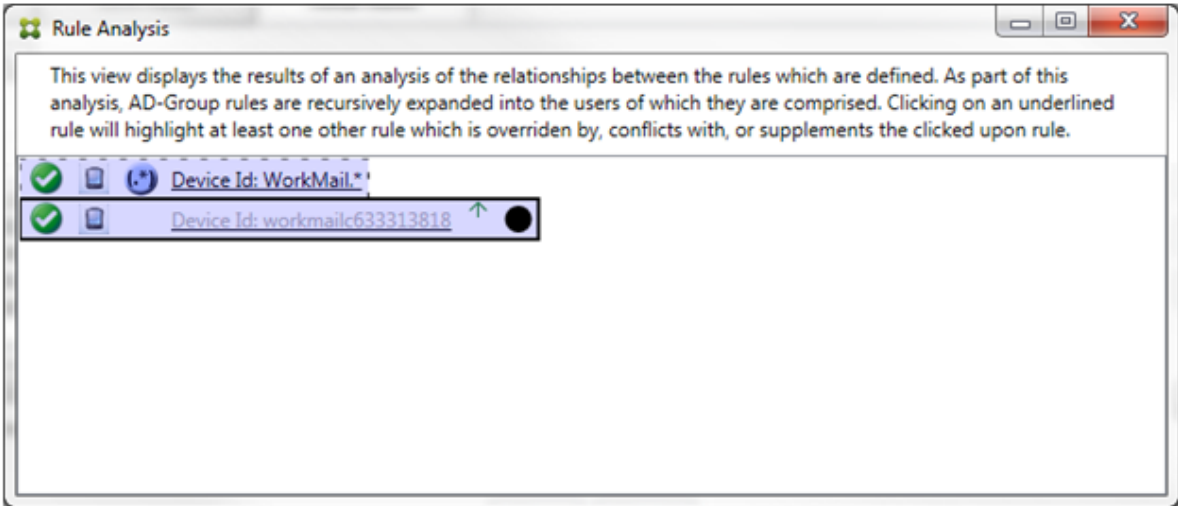 Rule Analysis
This view displays the results of an analysis of the relationships between the rules which are defined. As part of this
analysis, AD-Group rules are recursively expanded into the users of which they are comprised. Clicking on an underlined
rule will highlight at least one other rule which is overriden by, conflicts with, or supplements the clicked upon rule.
(.*) Device Id: WorkMail.*
Device Id: workmailc633313818